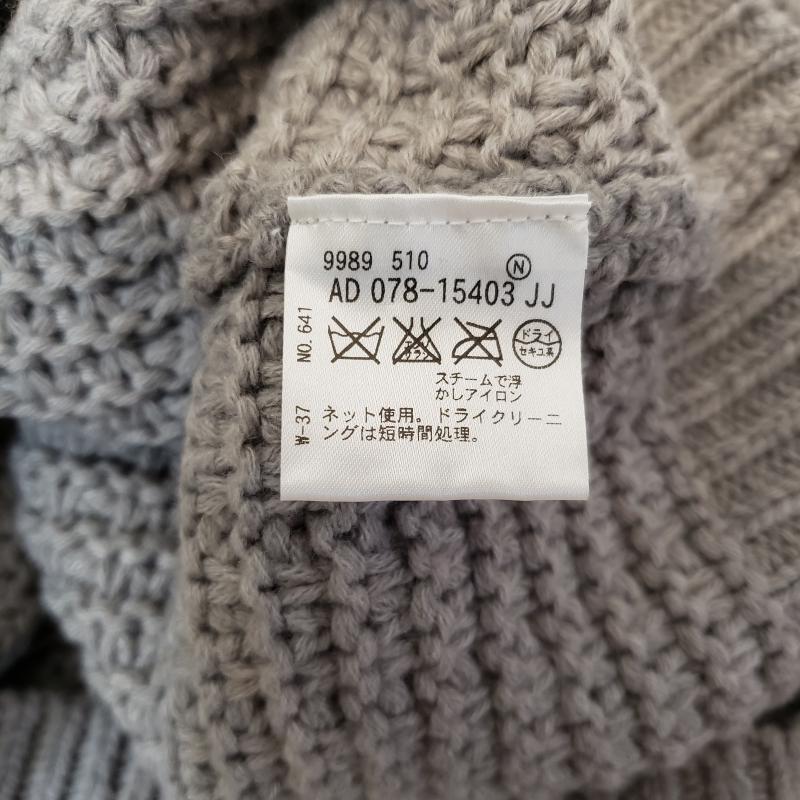 9989 510
Ⓝ
AD 078-15403 JJ
NO. 641
ドライ
セキユ系
スチームで浮
かしアイロン
W-37
ネット使用。ドライクリーニ
ングは短時間処理。